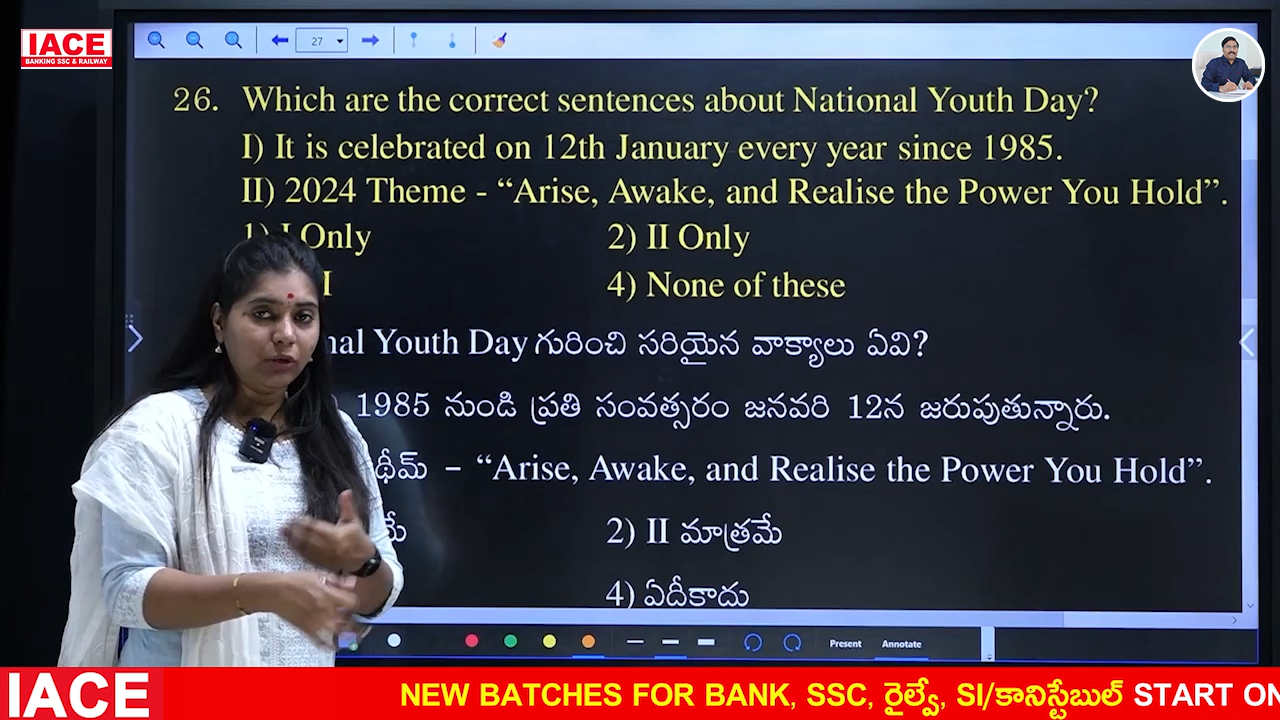 IACE
BANKING SSC & RAILWAY
27
26. Which are the correct sentences about National Youth Day?
I) It is celebrated on 12th January every year since 1985.
II) 2024 Theme - “Arise, Awake, and Realise the Power You Hold”.
1) I Only 2) II Only
4) None of these
Youth Day గురించి సరియైన వాక్యాలు ఏవి?
1985 నుండి ప్రతి సంవత్సరం జనవరి 12న జరుపుతున్నారు.
థీమ్ – “Arise, Awake, and Realise the Power You Hold”.
2) II మాత్రమే
4) ఏదీకాదు
Present Annotate
IACE NEW BATCHES FOR BANK, SSC, రైల్వే, SI/కానిస్టేబుల్ START ON